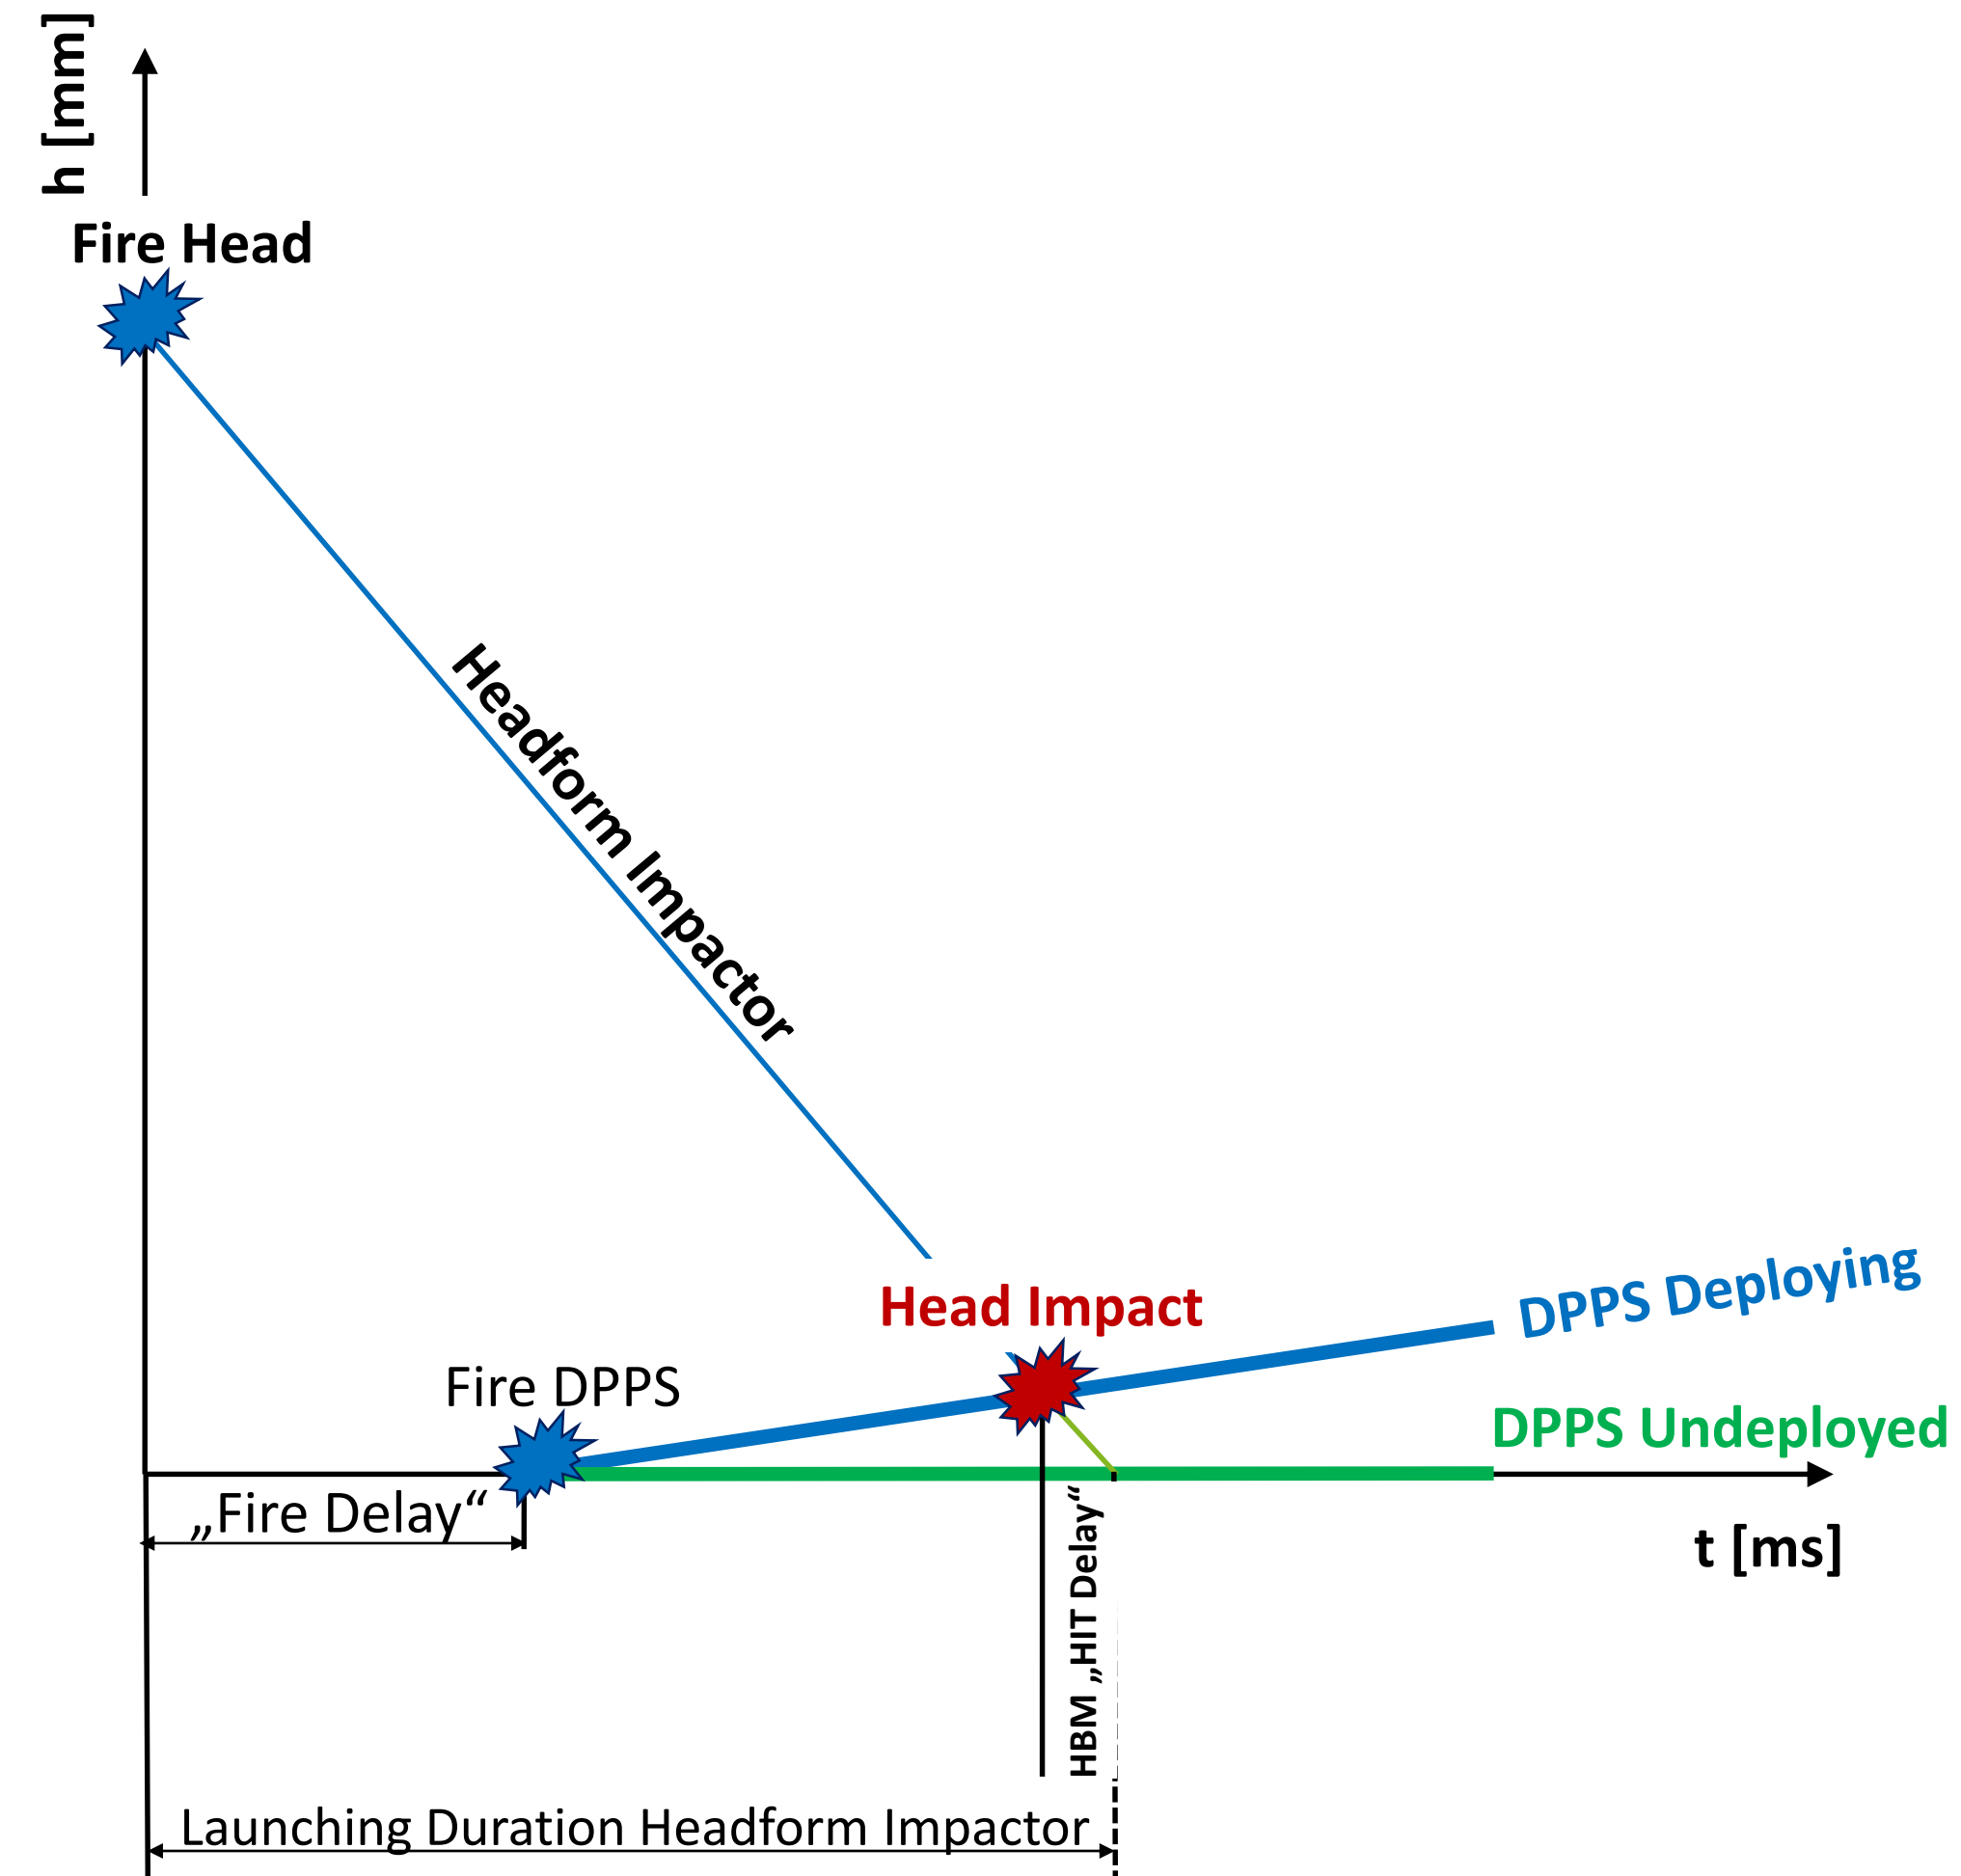 h [mm]
Fire Head
Headform Impactor
Head Impact
DPPS Deploying
Fire DPPS
DPPS Undeployed
„Fire Delay“
t [ms]
HBM „HIT Delay“
Launching Duration Headform Impactor